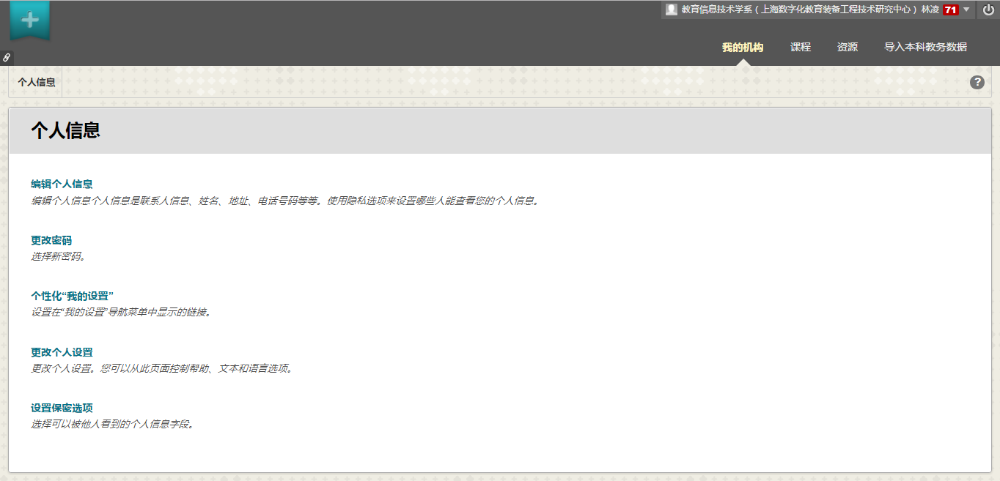 教育信息技术学系（上海数字化教育装备工程技术研究中心）林凌 71
我的机构 课程 资源 导入本科教务数据
个人信息 ?
个人信息
编辑个人信息
编辑个人信息个人信息是联系人信息、姓名、地址、电话号码等等。使用隐私选项来设置哪些人能查看您的个人信息。
更改密码
选择新密码。
个性化“我的设置”
设置在“我的设置”导航菜单中显示的链接。
更改个人设置
更改个人设置。您可以从此页面控制帮助、文本和语言选项。
设置保密选项
选择可以被他人看到的个人信息字段。